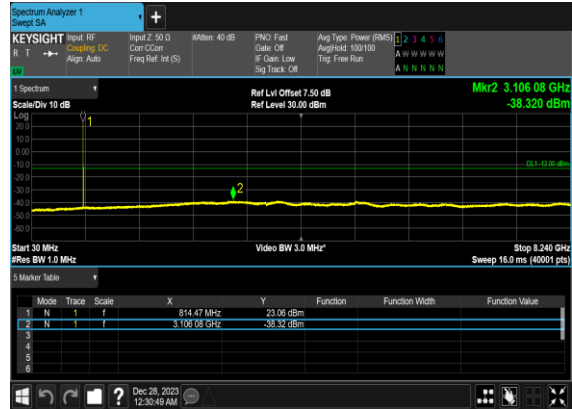 Spectrum Analyzer 1
Swept SA
+
KEYSIGHT Input: RF Input Z: 50 Ω #Atten: 40 dB PNO: Fast Avg Type: Power (RMS) 1 2 3 4 5 6
R T Coupling: DC Corr CCorr Gate: Off Avg|Hold: 100/100 A W W W W W
Align: Auto Freq Ref: Int (S) IF Gain: Low Trig: Free Run
Sig Track: Off A N N N N N
1 Spectrum Ref Lvl Offset 7.50 dB Mkr2 3.106 08 GHz
Scale/Div 10 dB Ref Level 30.00 dBm -38.320 dBm
Log
1
20.0
10.0
0.00
-10.0 DL1 -13.00 dBm
-20.0
-30.0 2
-40.0
-50.0
-60.0
Start 30 MHz Video BW 3.0 MHz* Stop 8.240 GHz
#Res BW 1.0 MHz Sweep 16.0 ms (40001 pts)
5 Marker Table
Mode Trace Scale X Y Function Function Width Function Value
1 N 1 f 814.47 MHz 23.06 dBm
2 N 1 f 3.106 08 GHz -38.32 dBm
3
4
5
6
? Dec 28, 2023
12:30:49 AM